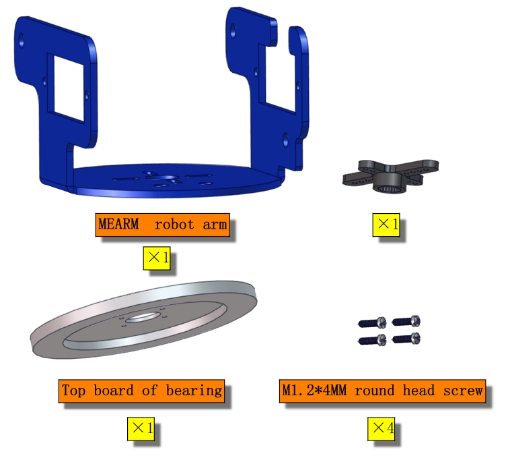 MEARM robot arm
×1
×1
Top board of bearing
M1.2*4MM round head screw
×1
×4